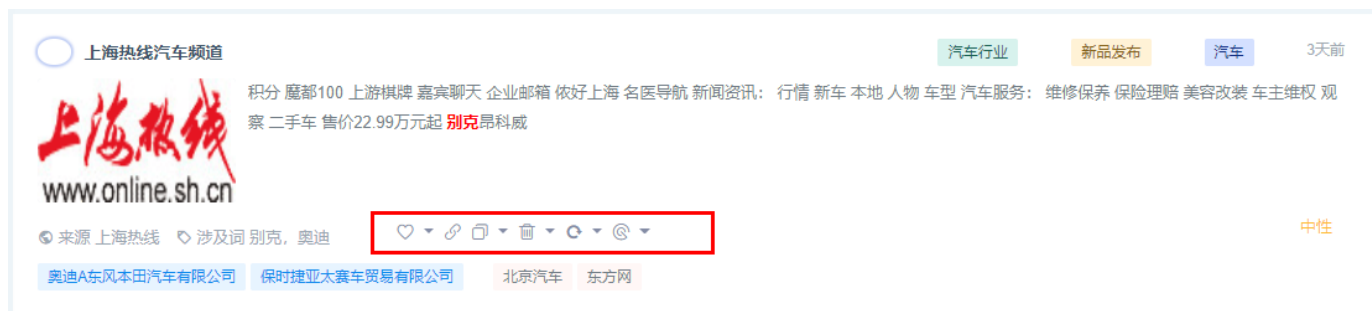 上海热线汽车频道 汽车行业 新品发布 汽车 3天前
积分 魔都100 上游棋牌 嘉宾聊天 企业邮箱 侬好上海 名医导航 新闻资讯： 行情 新车 本地 人物 车型 汽车服务： 维修保养 保险理赔 美容改装 车主维权 观
察 二手车 售价22.99万元起 别克昂科威
上海热线
www.online.sh.cn
来源 上海热线 涉及词 别克，奥迪 中性
奥迪A东风本田汽车有限公司 保时捷亚太赛车贸易有限公司 北京汽车 东方网